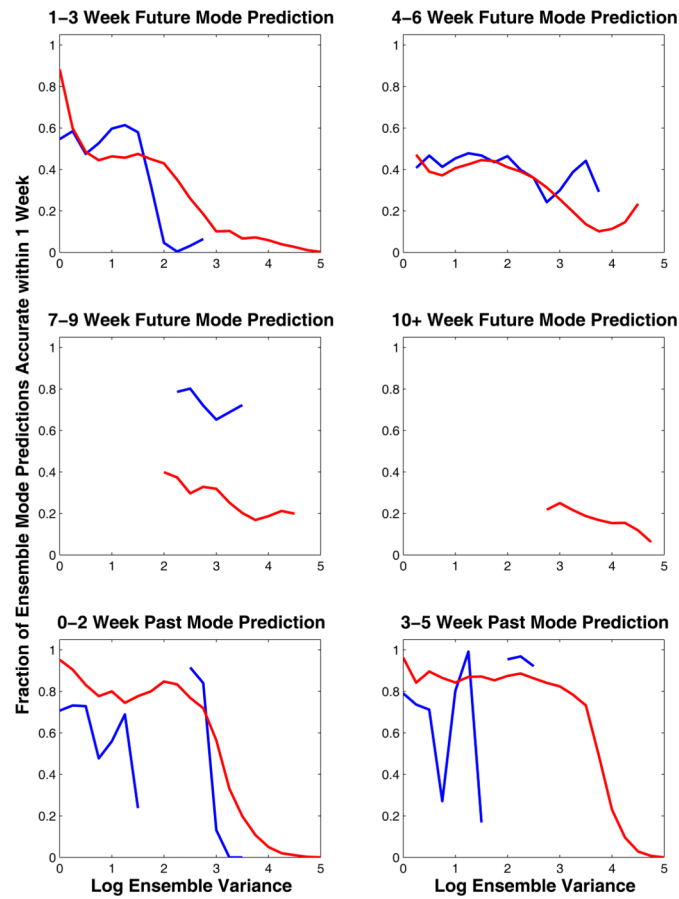 1–3 Week Future Mode Prediction
4–6 Week Future Mode Prediction
1
0.8
0.6
0.4
0.2
0
0 1 2 3 4 5
1
0.8
0.6
0.4
0.2
0
0 1 2 3 4 5
7–9 Week Future Mode Prediction
10+ Week Future Mode Prediction
1
0.8
0.6
0.4
0.2
0
0 1 2 3 4 5
1
0.8
0.6
0.4
0.2
0
0 1 2 3 4 5
0–2 Week Past Mode Prediction
3–5 Week Past Mode Prediction
1
0.8
0.6
0.4
0.2
0
0 1 2 3 4 5
1
0.8
0.6
0.4
0.2
0
0 1 2 3 4 5
Log Ensemble Variance
Log Ensemble Variance
Fraction of Ensemble Mode Predictions Accurate within 1 Week